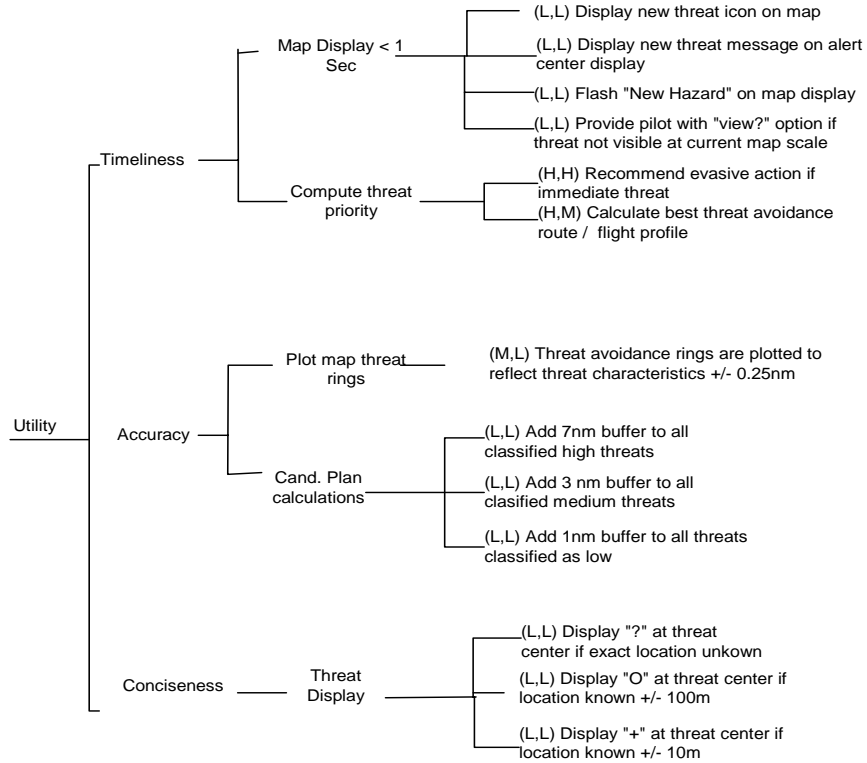 (L,L) Display new threat icon on map
Map Display < 1
Sec
(L,L) Display new threat message on alert
center display
(L,L) Flash "New Hazard" on map display
(L,L) Provide pilot with "view?" option if
threat not visible at current map scale
Timeliness
Compute threat
priority
(H,H) Recommend evasive action if
immediate threat
(H,M) Calculate best threat avoidance
route / flight profile
Plot map threat
rings
(M,L) Threat avoidance rings are plotted to
reflect threat characteristics +/- 0.25nm
Utility
Accuracy
(L,L) Add 7nm buffer to all
classified high threats
Cand. Plan
calculations
(L,L) Add 3 nm buffer to all
clasified medium threats
(L,L) Add 1nm buffer to all threats
classified as low
(L,L) Display "?" at threat
center if exact location unkown
Conciseness
Threat
Display
(L,L) Display "O" at threat center if
location known +/- 100m
(L,L) Display "+" at threat center if
location known +/- 10m